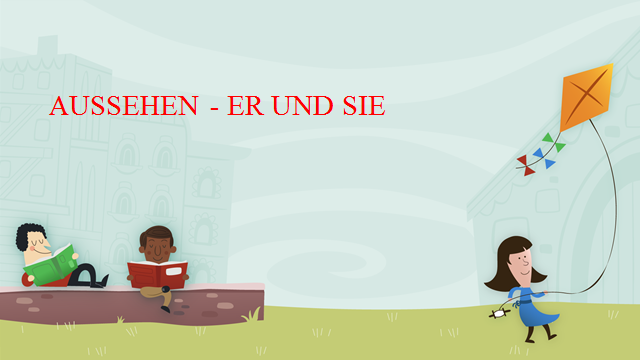 AUSSEHEN - ER UND SIE